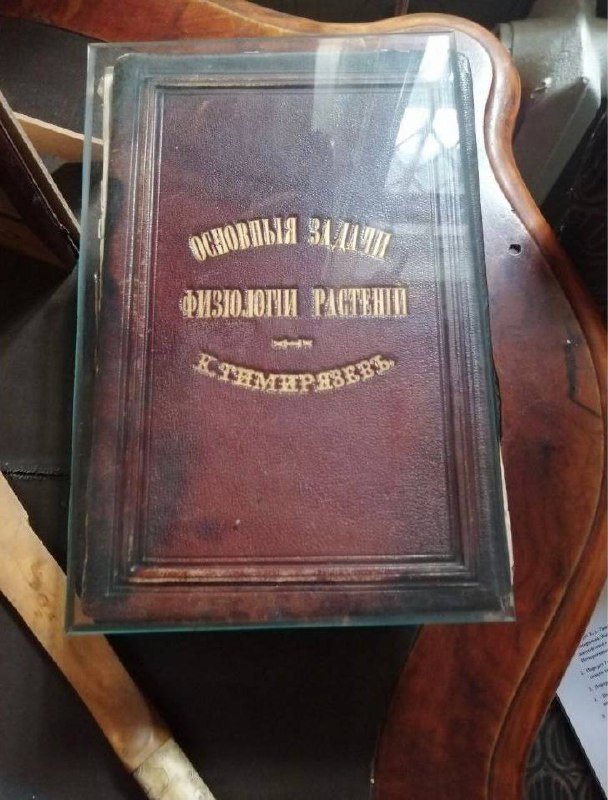 ОСНОВНЫЯ ЗАДАЧИ
ФИЗІОЛОГІИ РАСТЕНІЙ
К. ТИМИРЯЗЕВЪ